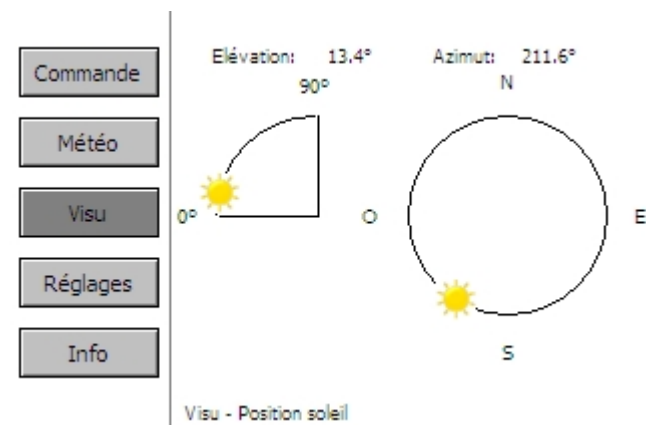 Commande
Météo
Visu
Réglages
Info
Elévation: 13.4°
90°
0°
Azimut: 211.6°
N
O
E
S
Visu - Position soleil